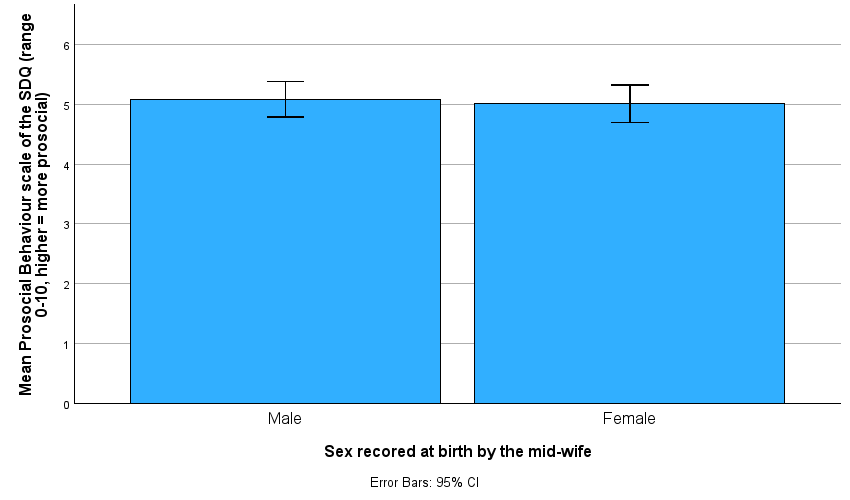 Mean Prosocial Behaviour scale of the SDQ (range
0-10, higher = more prosocial)
6
5
4
3
2
1
0
Male
Female
Sex recored at birth by the mid-wife
Error Bars: 95% CI